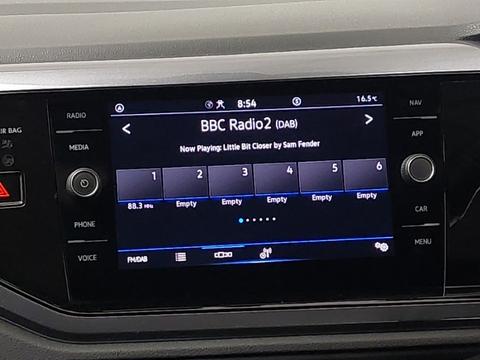 8:54
16.5°C
RADIO
NAV
BBC Radio2 (DAB)
AIR BAG
MEDIA
APP
Now Playing: Little Bit Closer by Sam Fender
1 2 3 4 5 6
88.3 MHz Empty Empty Empty Empty Empty
PHONE
CAR
VOICE
FM/DAB
MENU